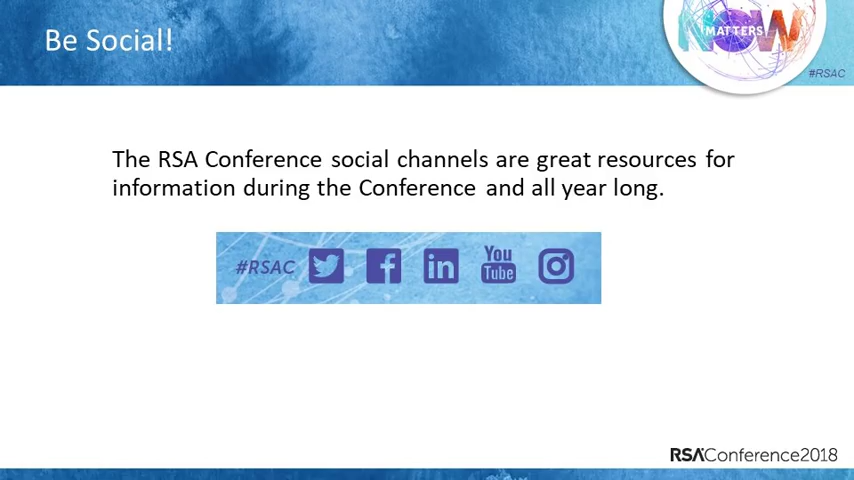 Be Social!
NOW
MATTERS
#RSAC
The RSA Conference social channels are great resources for
information during the Conference and all year long.
#RSAC
You
Tube
RSAConference2018